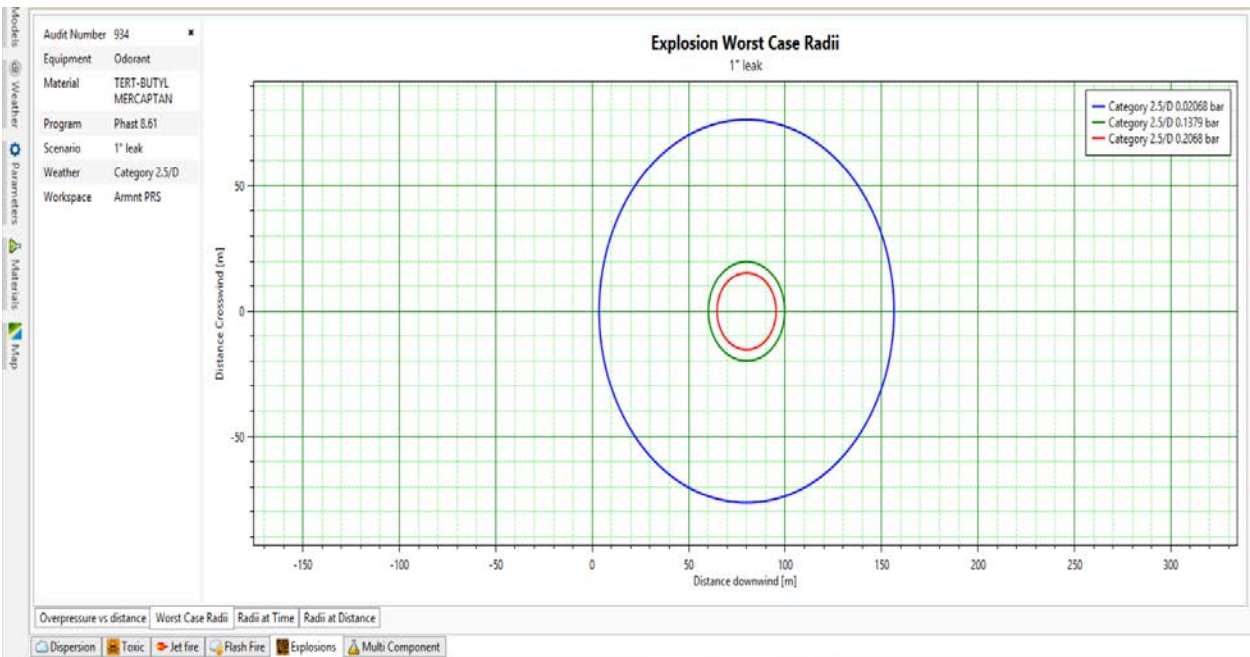 Models
Weather
Parameters
Materials
Map
Audit Number 934
Equipment Odorant
Material TERT-BUTYL
MERCAPTAN
Program Phast 8.61
Scenario 1" leak
Weather Category 2.5/D
Workspace Armnt PRS
Explosion Worst Case Radii
1" leak
Category 2.5/D 0.02068 bar
Category 2.5/D 0.1379 bar
Category 2.5/D 0.2068 bar
Distance Crosswind [m]
50
0
-50
-150 -100 -50 0 50 100 150 200 250 300
Distance downwind [m]
Overpressure vs distance Worst Case Radii Radii at Time Radii at Distance
Dispersion Toxic Jet fire Flash Fire Explosions Multi Component